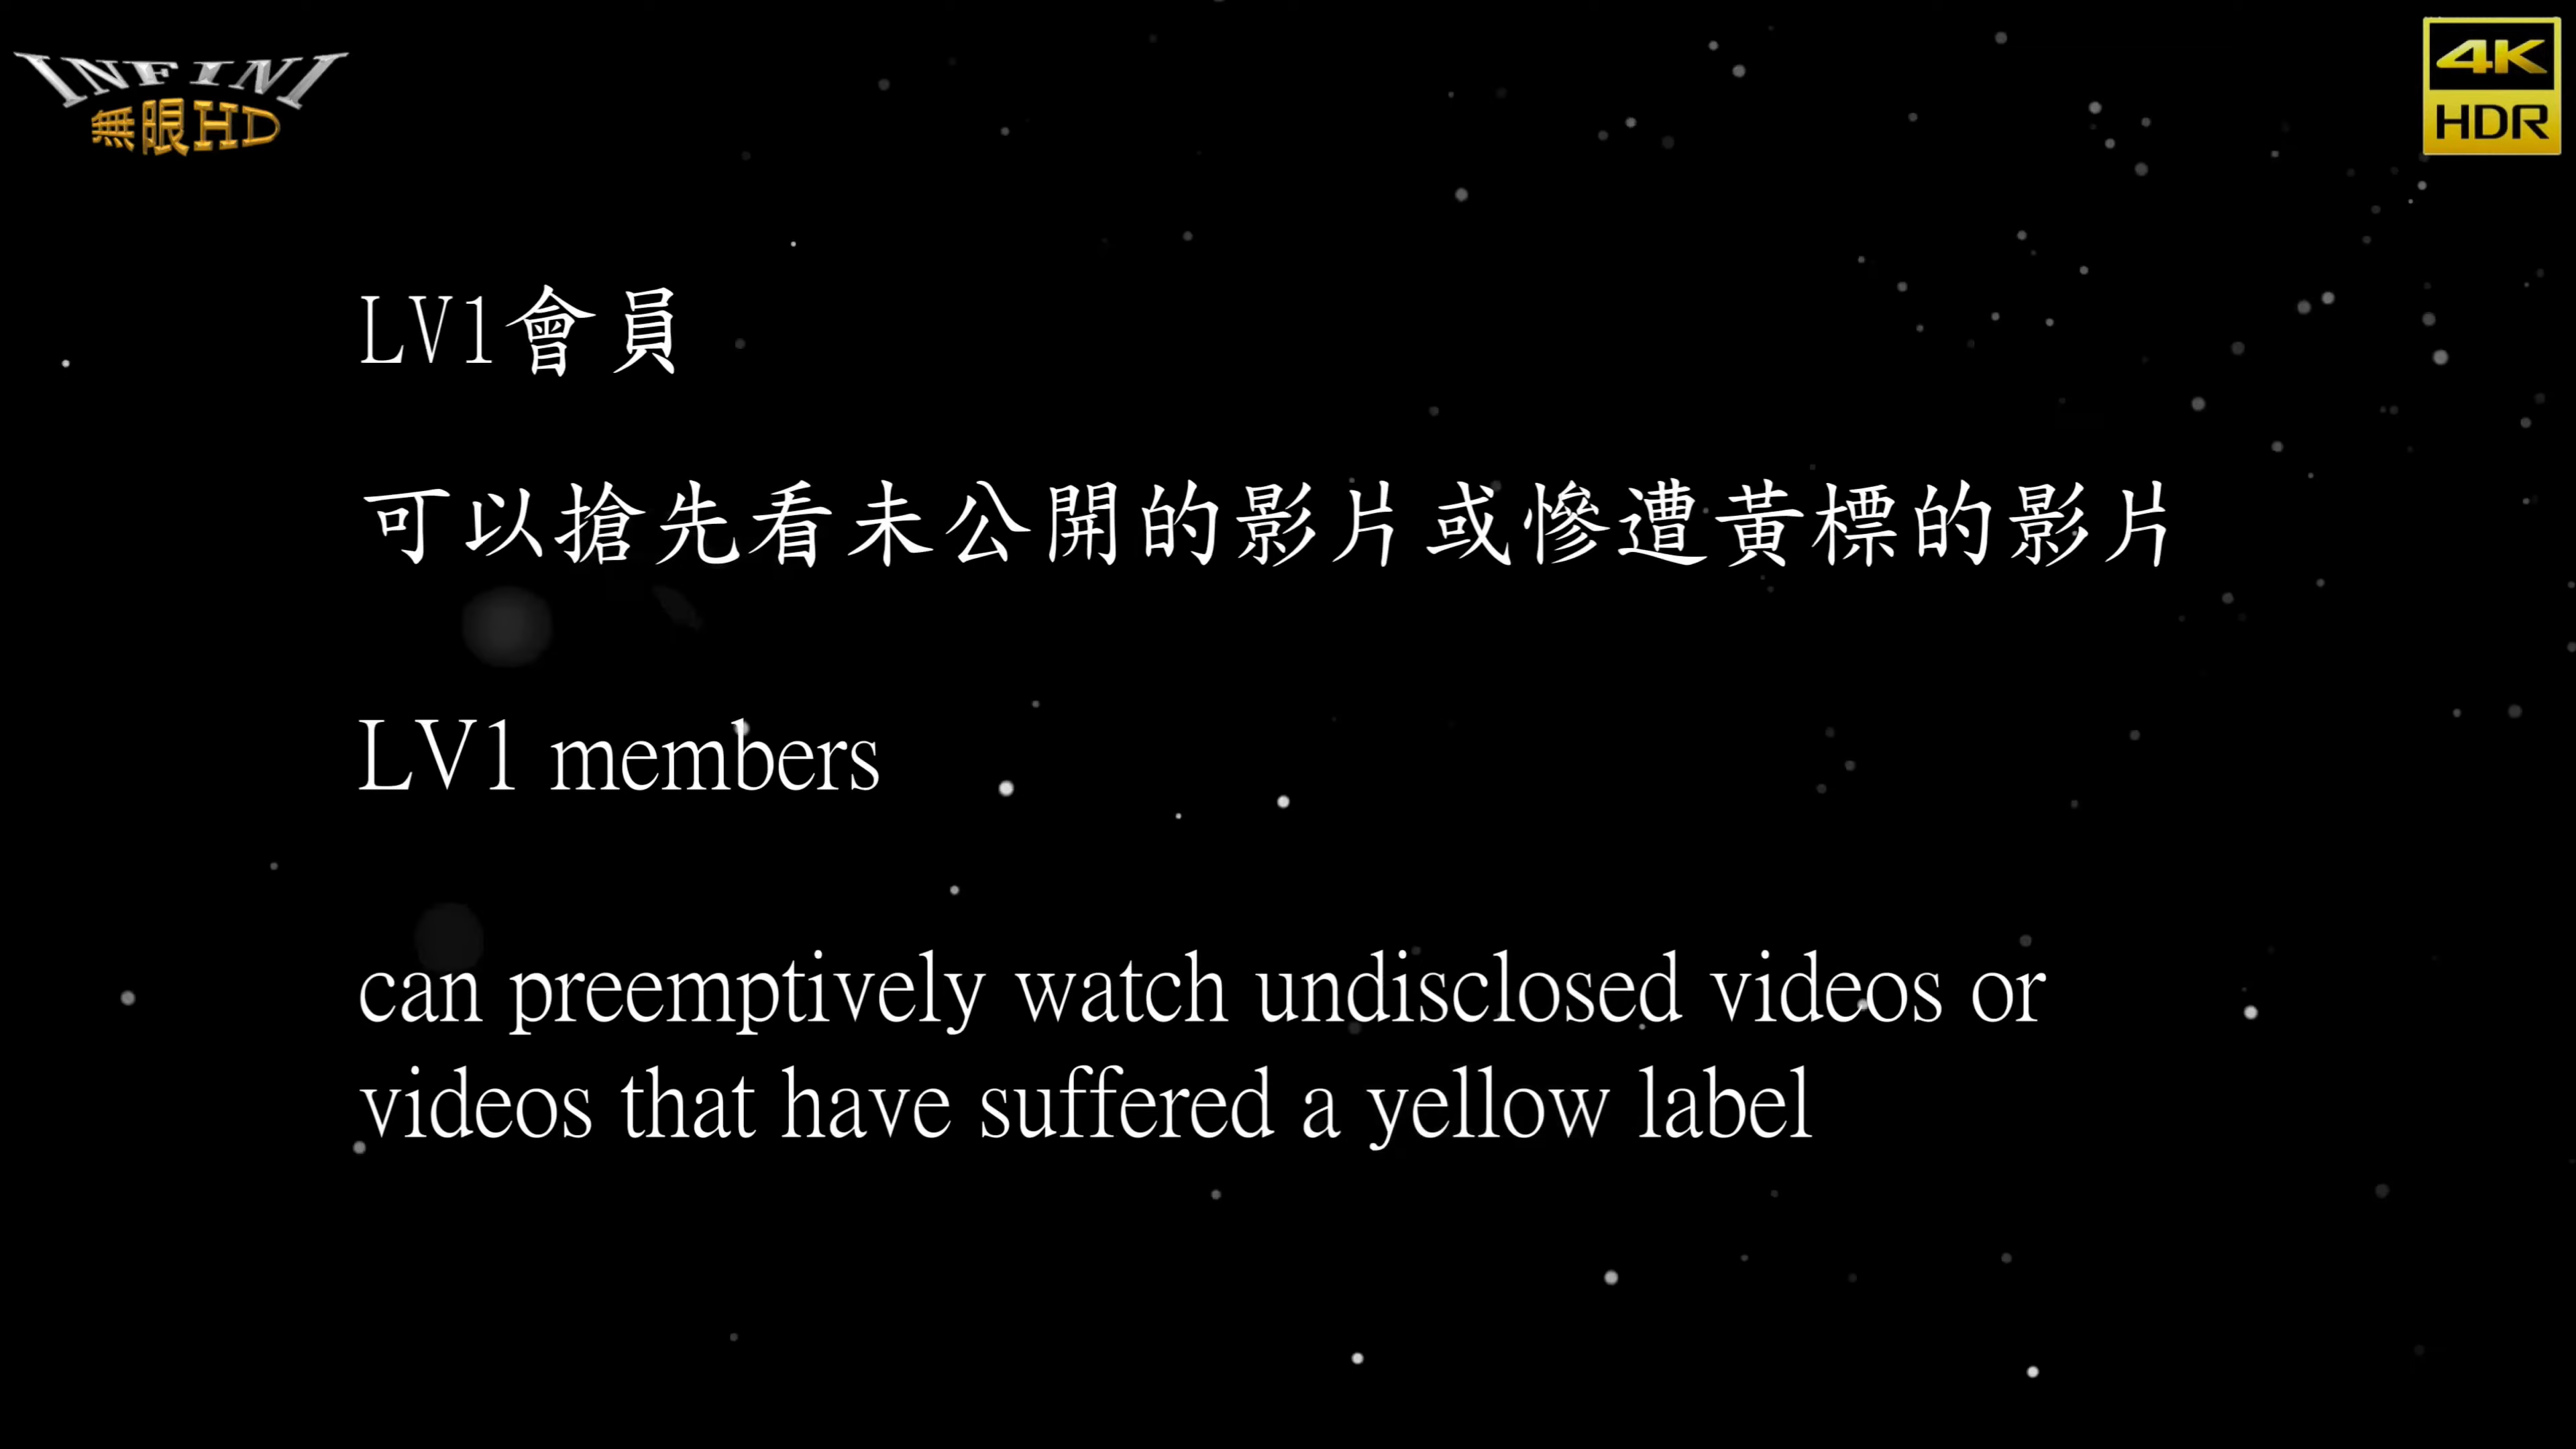 INFINI
無限HD
4K
HDR
LV1會員
可以搶先看未公開的影片或慘遭黃標的影片
LV1 members
can preemptively watch undisclosed videos or
videos that have suffered a yellow label